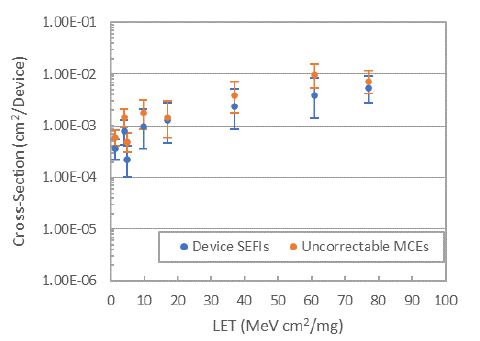 1.00E-01
1.00E-02
1.00E-03
1.00E-04
1.00E-05
1.00E-06
Cross-Section (cm²/Device)
Device SEFIs
Uncorrectable MCEs
0 10 20 30 40 50 60 70 80 90 100
LET (MeV cm²/mg)